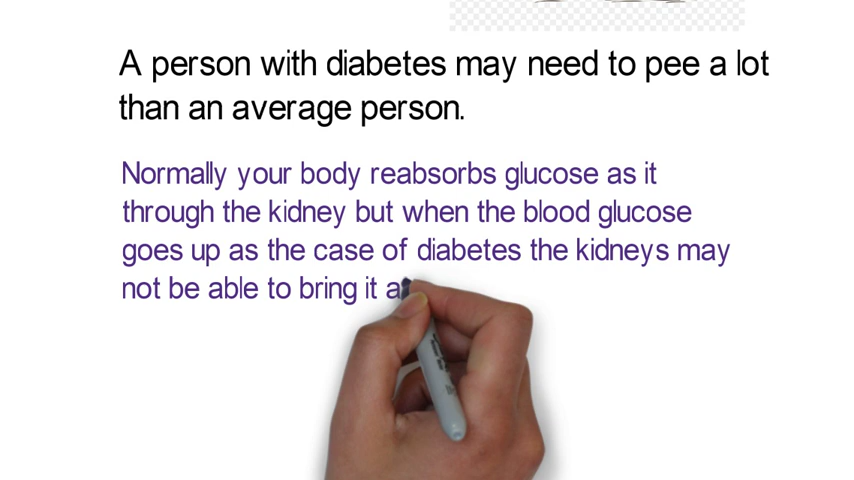 A person with diabetes may need to pee a lot
than an average person.
Normally your body reabsorbs glucose as it
through the kidney but when the blood glucose
goes up as the case of diabetes the kidneys may
not be able to bring it a